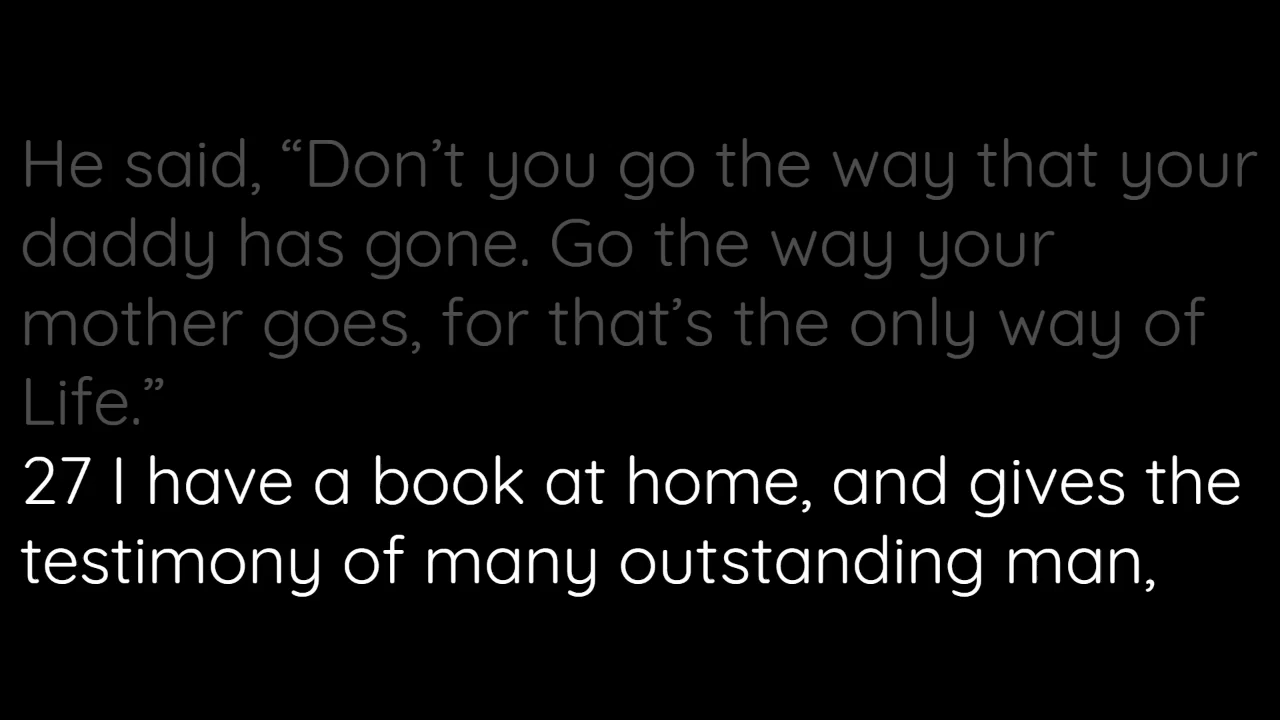 He said, “Don’t you go the way that your
daddy has gone. Go the way your
mother goes, for that’s the only way of
Life.”
27 I have a book at home, and gives the
testimony of many outstanding man,